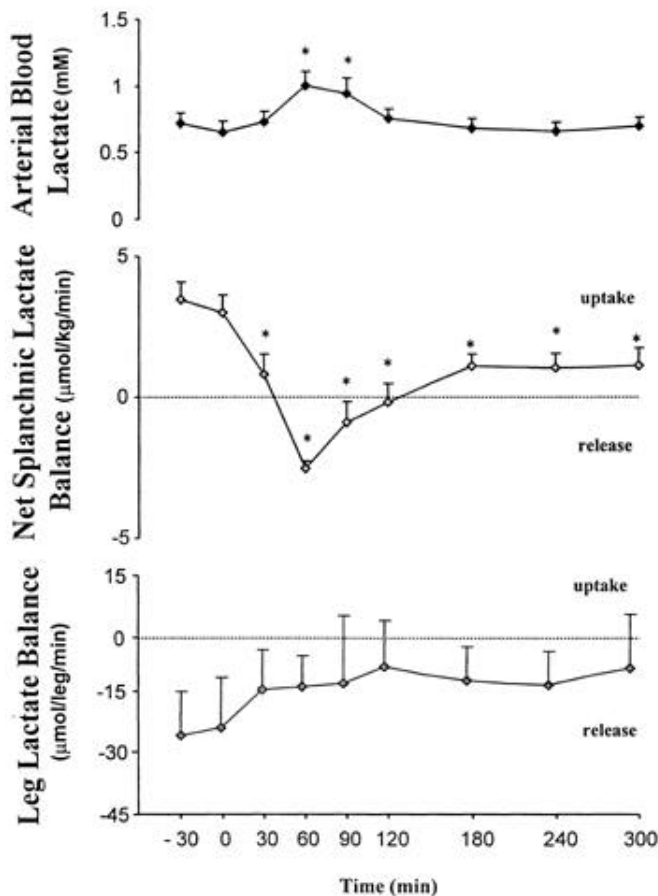 Arterial Blood
Lactate (mM)
1.5
1
0.5
0
* *
Net Splanchnic Lactate
Balance (μmol/kg/min)
5
0
-5
uptake
* * * * * * *
release
Leg Lactate Balance
(μmol/leg/min)
15
0
-15
-30
-45
uptake
release
- 30 0 30 60 90 120 180 240 300
Time (min)